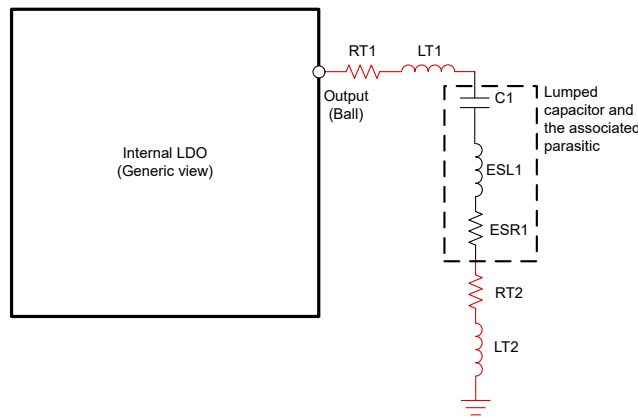 RT1
LT1
Output
(Ball)
C1
Lumped
capacitor and
the associated
parasitic
Internal LDO
(Generic view)
ESL1
ESR1
RT2
LT2